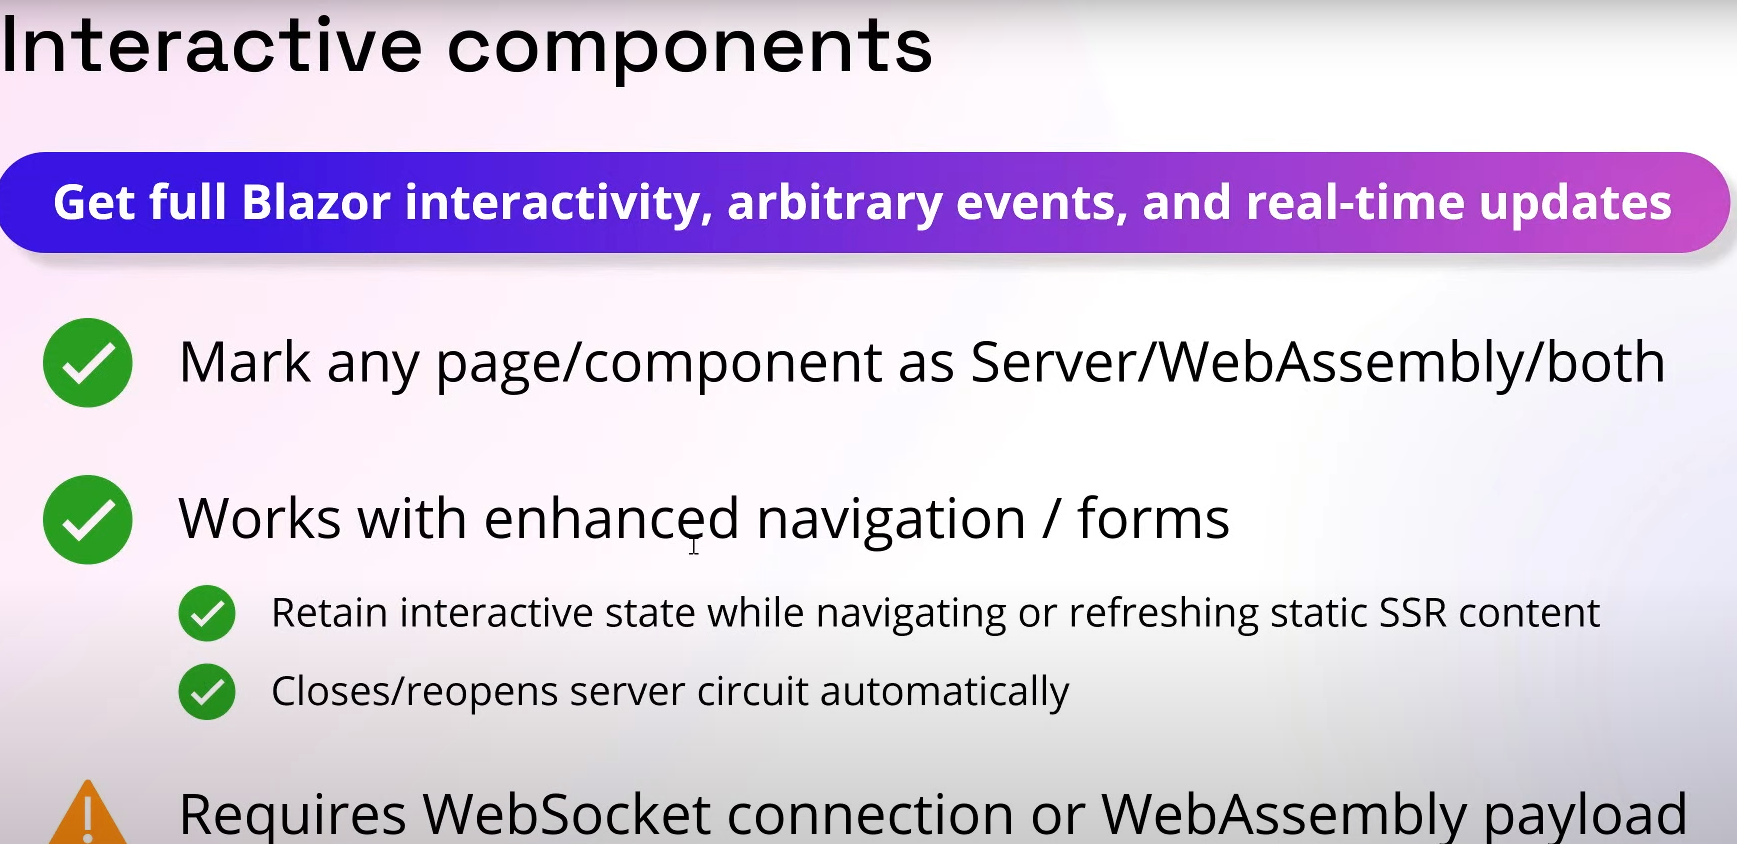 Interactive components
Get full Blazor interactivity, arbitrary events, and real-time updates
Mark any page/component as Server/WebAssembly/both
Works with enhanced navigation / forms
Retain interactive state while navigating or refreshing static SSR content
Closes/reopens server circuit automatically
Requires WebSocket connection or WebAssembly payload